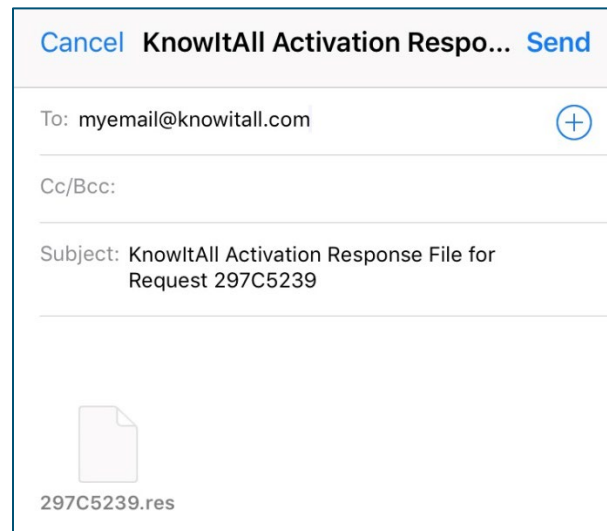 Cancel KnowItAll Activation Respo... Send
To: myemail@knowitall.com
Cc/Bcc:
Subject: KnowItAll Activation Response File for
Request 297C5239
297C5239.res